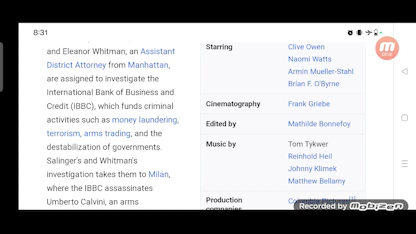 8:31
and Eleanor Whitman, an Assistant
District Attorney from Manhattan,
are assigned to investigate the
International Bank of Business and
Credit (IBBC), which funds criminal
activities such as money laundering,
terrorism, arms trading, and the
destabilization of governments.
Salinger's and Whitman's
investigation takes them to Milan,
where the IBBC assassinates
Umberto Calvini, an arms
Starring
Clive Owen
Naomi Watts
Armin Mueller-Stahl
Brian F. O'Byrne
Cinematography
Frank Griebe
Edited by
Mathilde Bonnefoy
Music by
Tom Tykwer
Reinhold Heil
Johnny Klimek
Matthew Bellamy
Production
companies
Columbia Pictures
Recorded by Mobizen